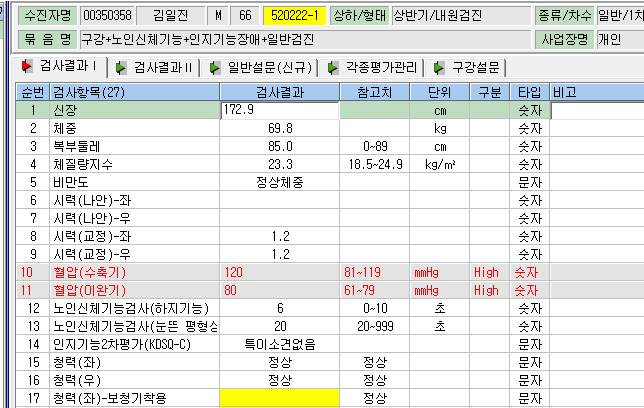 수진자명 00350358 김일진 M 66 520222-1 상하/형태 상반기/내원검진 종류/차수 일반/1차
묶 음 명 구강+노인신체기능+인지기능장애+일반검진 사업장명 개인
검사결과 I 검사결과 II 일반설문(신규) 각종평가관리 구강설문
순번 검사항목(27) 검사결과 참고치 단위 구분 타입 비고
1 신장 172.9 cm 숫자
2 체중 69.8 kg 숫자
3 복부둘레 85.0 0~89 cm 숫자
4 체질량지수 23.3 18.5~24.9 kg/㎡ 숫자
5 비만도 정상체중 문자
6 시력(나안)-좌 숫자
7 시력(나안)-우 숫자
8 시력(교정)-좌 1.2 숫자
9 시력(교정)-우 1.2 숫자
10 혈압(수축기) 120 81~119 mmHg High 숫자
11 혈압(이완기) 80 61~79 mmHg High 숫자
12 노인신체기능검사(하지기능) 6 0~10 초 숫자
13 노인신체기능검사(눈뜬 평형성 20 20~999 초 숫자
14 인지기능2차평가(KDSQ-C) 특이소견없음 문자
15 청력(좌) 정상 정상 문자
16 청력(우) 정상 정상 문자
17 청력(좌)-보청기착용 정상 문자